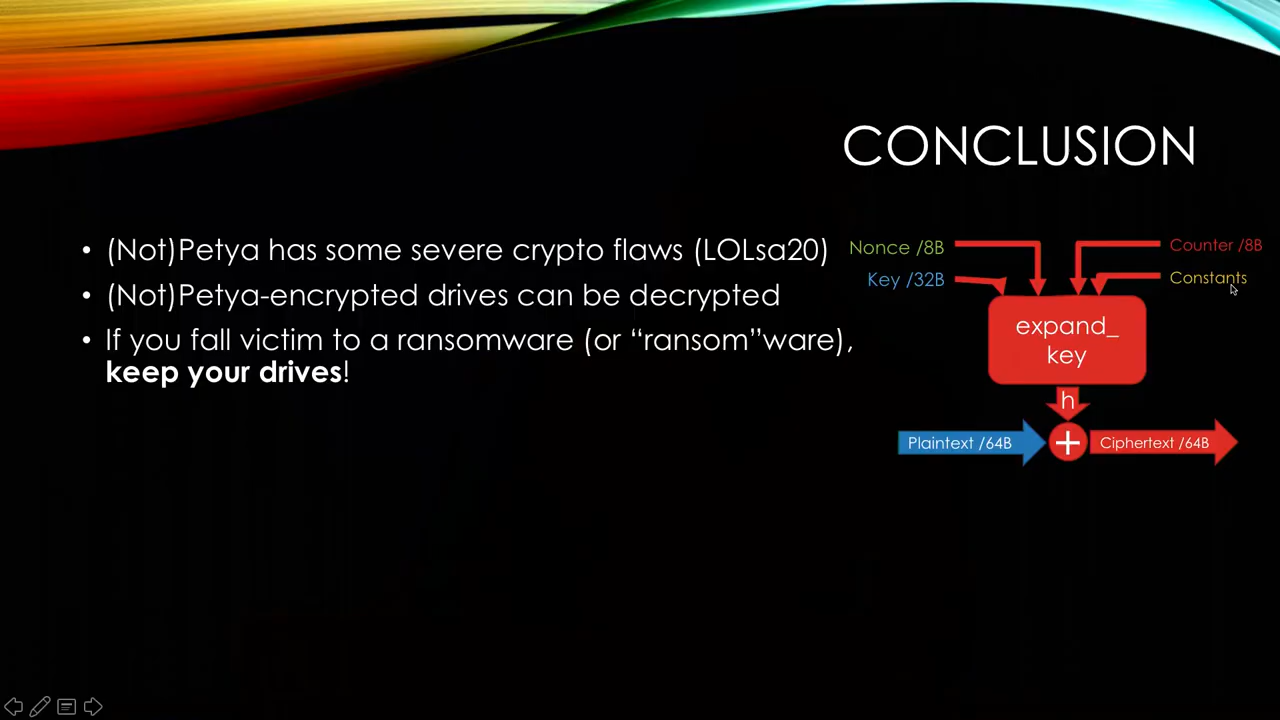 CONCLUSION
• (Not)Petya has some severe crypto flaws (LOLsa20)
• (Not)Petya-encrypted drives can be decrypted
• If you fall victim to a ransomware (or “ransom”ware),
keep your drives!
Nonce /8B
Counter /8B
Key /32B
Constants
expand_
key
h
+
Plaintext /64B
Ciphertext /64B